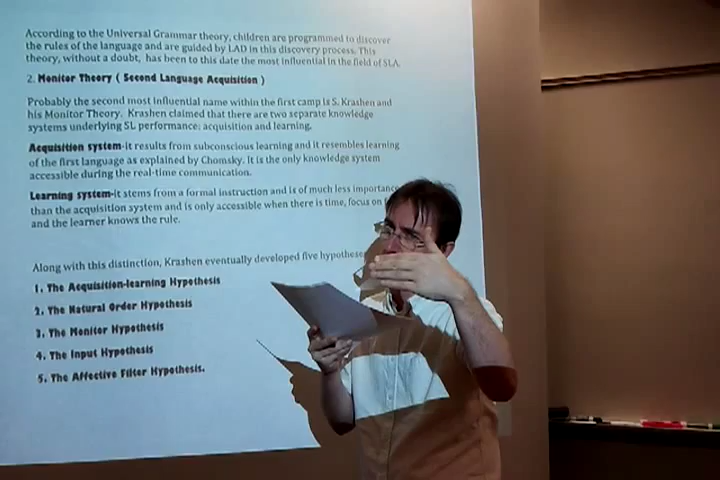 According to the Universal Grammar theory, children are programmed to discover
the rules of the language and are guided by LAD in this discovery process. This
theory, without a doubt, has been to this date the most influential in the field of SLA.
2. Monitor Theory ( Second Language Acquisition )
Probably the second most influential name within the first camp is S. Krashen and
his Monitor Theory. Krashen claimed that there are two separate knowledge
systems underlying SL performance: acquisition and learning.
Acquisition system-it results from subconscious learning and it resembles learning
of the first language as explained by Chomsky. It is the only knowledge system
accessible during the real-time communication.
Learning system-it stems from a formal instruction and is of much less importance
than the acquisition system and is only accessible when there is time, focus on
and the learner knows the rule.
Along with this distinction, Krashen eventually developed five hypotheses
1. The Acquisition-learning Hypothesis
2. The Natural Order Hypothesis
3. The Monitor Hypothesis
4. The Input Hypothesis
5. The Affective Filter Hypothesis.